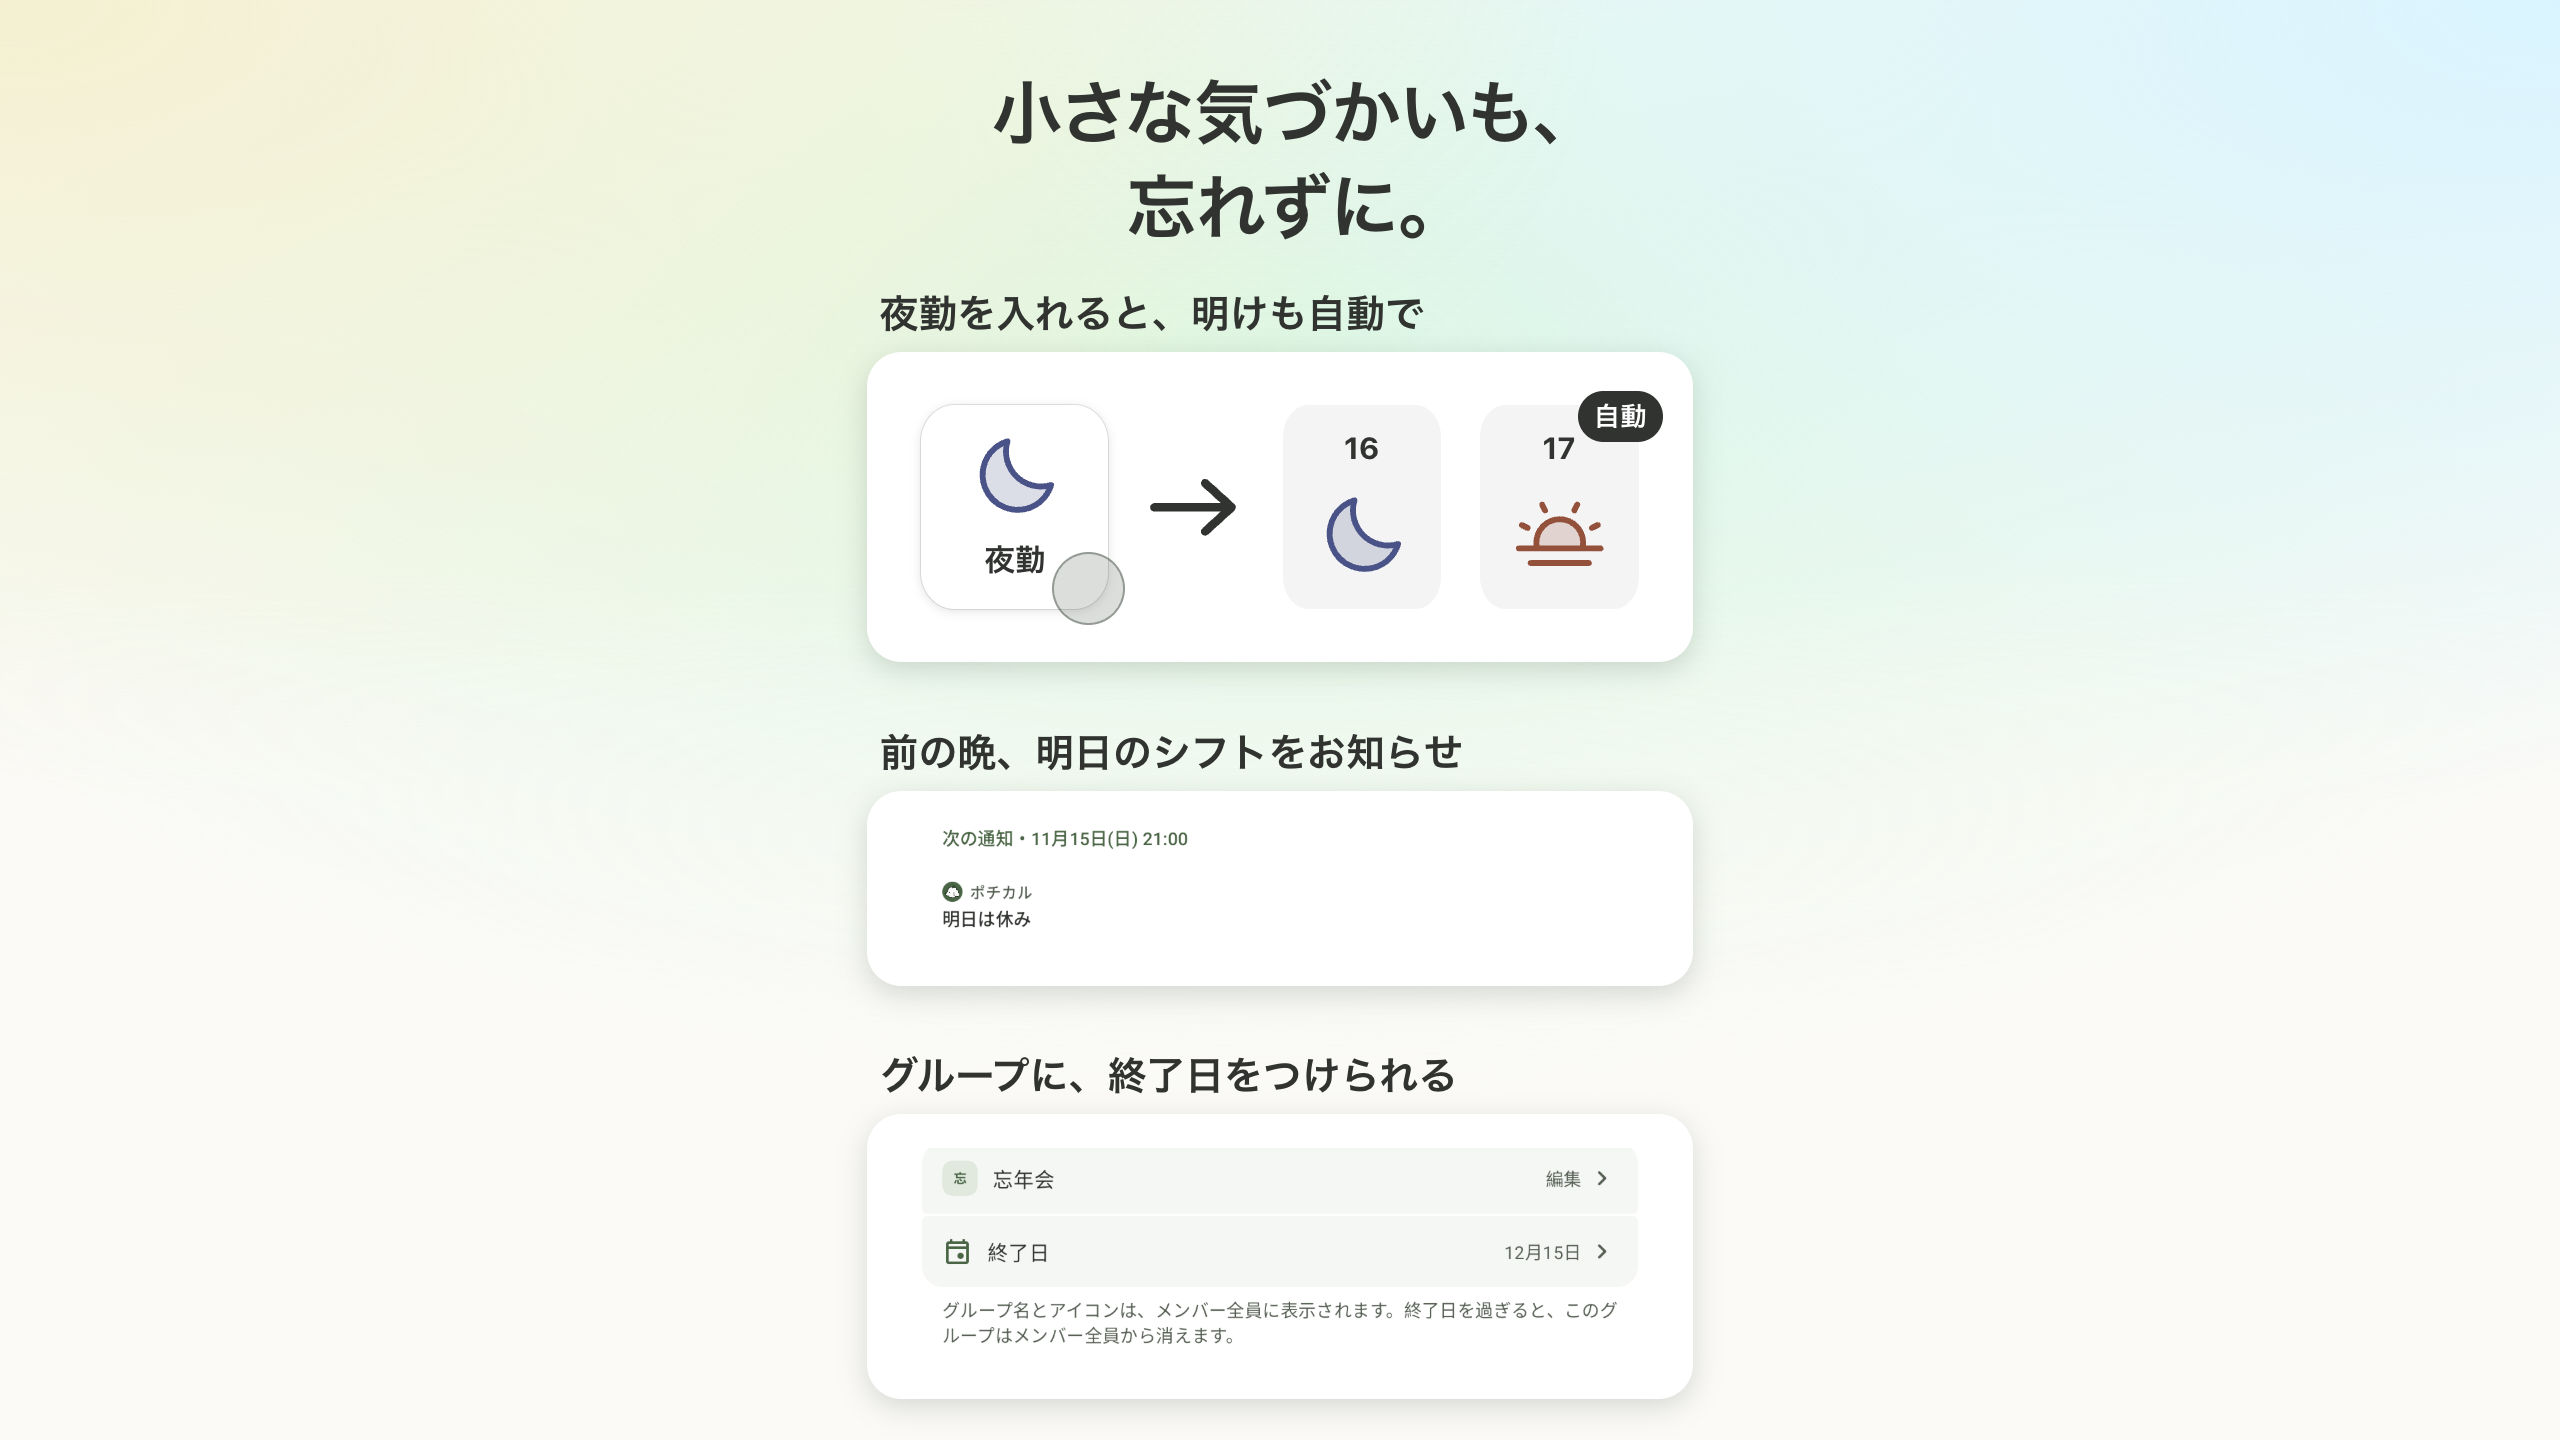 小さな気づかいも、
忘れずに。
夜勤を入れると、明けも自動で
夜勤
16
17
自動
前の晩、明日のシフトをお知らせ
次の通知・11月15日(日) 21:00
ポチカル
明日は休み
グループに、終了日をつけられる
忘 忘年会 編集
終了日 12月15日
グループ名とアイコンは、メンバー全員に表示されます。終了日を過ぎると、このグ
ループはメンバー全員から消えます。